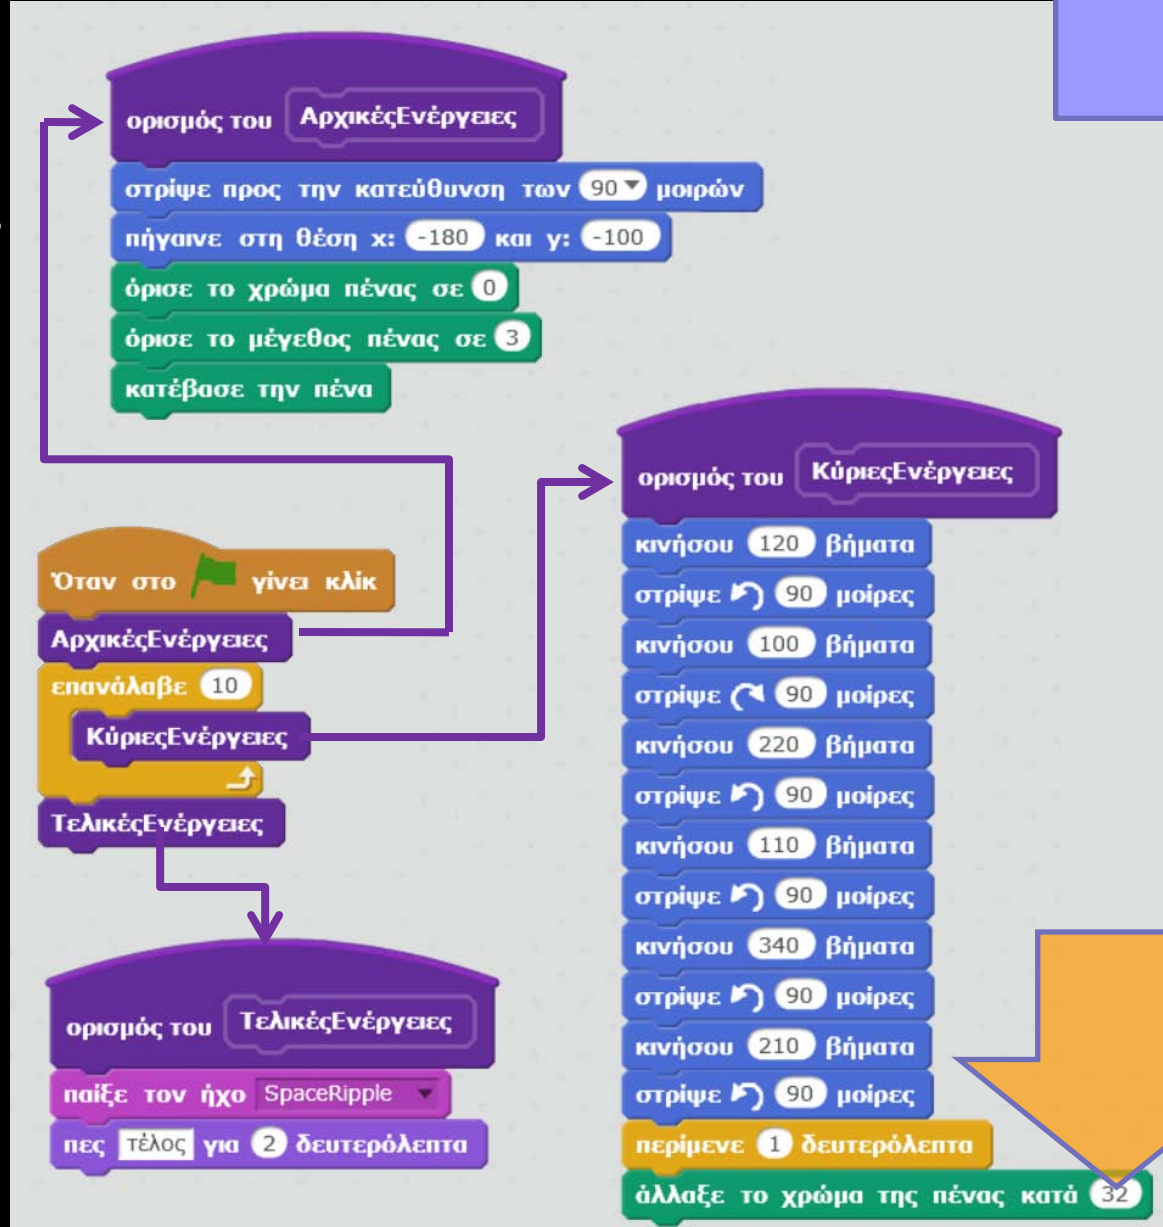 ορισμός του ΑρχικέςΕνέργειες
στρίψε προς την κατεύθυνση των 90 μοιρών
πήγαινε στη θέση x: -180 και y: -100
όρισε το χρώμα πένας σε 0
όρισε το μέγεθος πένας σε 3
κατέβασε την πένα
Όταν στο γίνει κλίκ
ΑρχικέςΕνέργειες
επανάλαβε 10
ΚύριεςΕνέργειες
ΤελικέςΕνέργειες
ορισμός του ΤελικέςΕνέργειες
παίξε τον ήχο SpaceRipple
πες τέλος για 2 δευτερόλεπτα
ορισμός του ΚύριεςΕνέργειες
κινήσου 120 βήματα
στρίψε 90 μοίρες
κινήσου 100 βήματα
στρίψε 90 μοίρες
κινήσου 220 βήματα
στρίψε 90 μοίρες
κινήσου 110 βήματα
στρίψε 90 μοίρες
κινήσου 340 βήματα
στρίψε 90 μοίρες
κινήσου 210 βήματα
στρίψε 90 μοίρες
περίμενε 1 δευτερόλεπτα
άλλαξε το χρώμα της πένας κατά 32